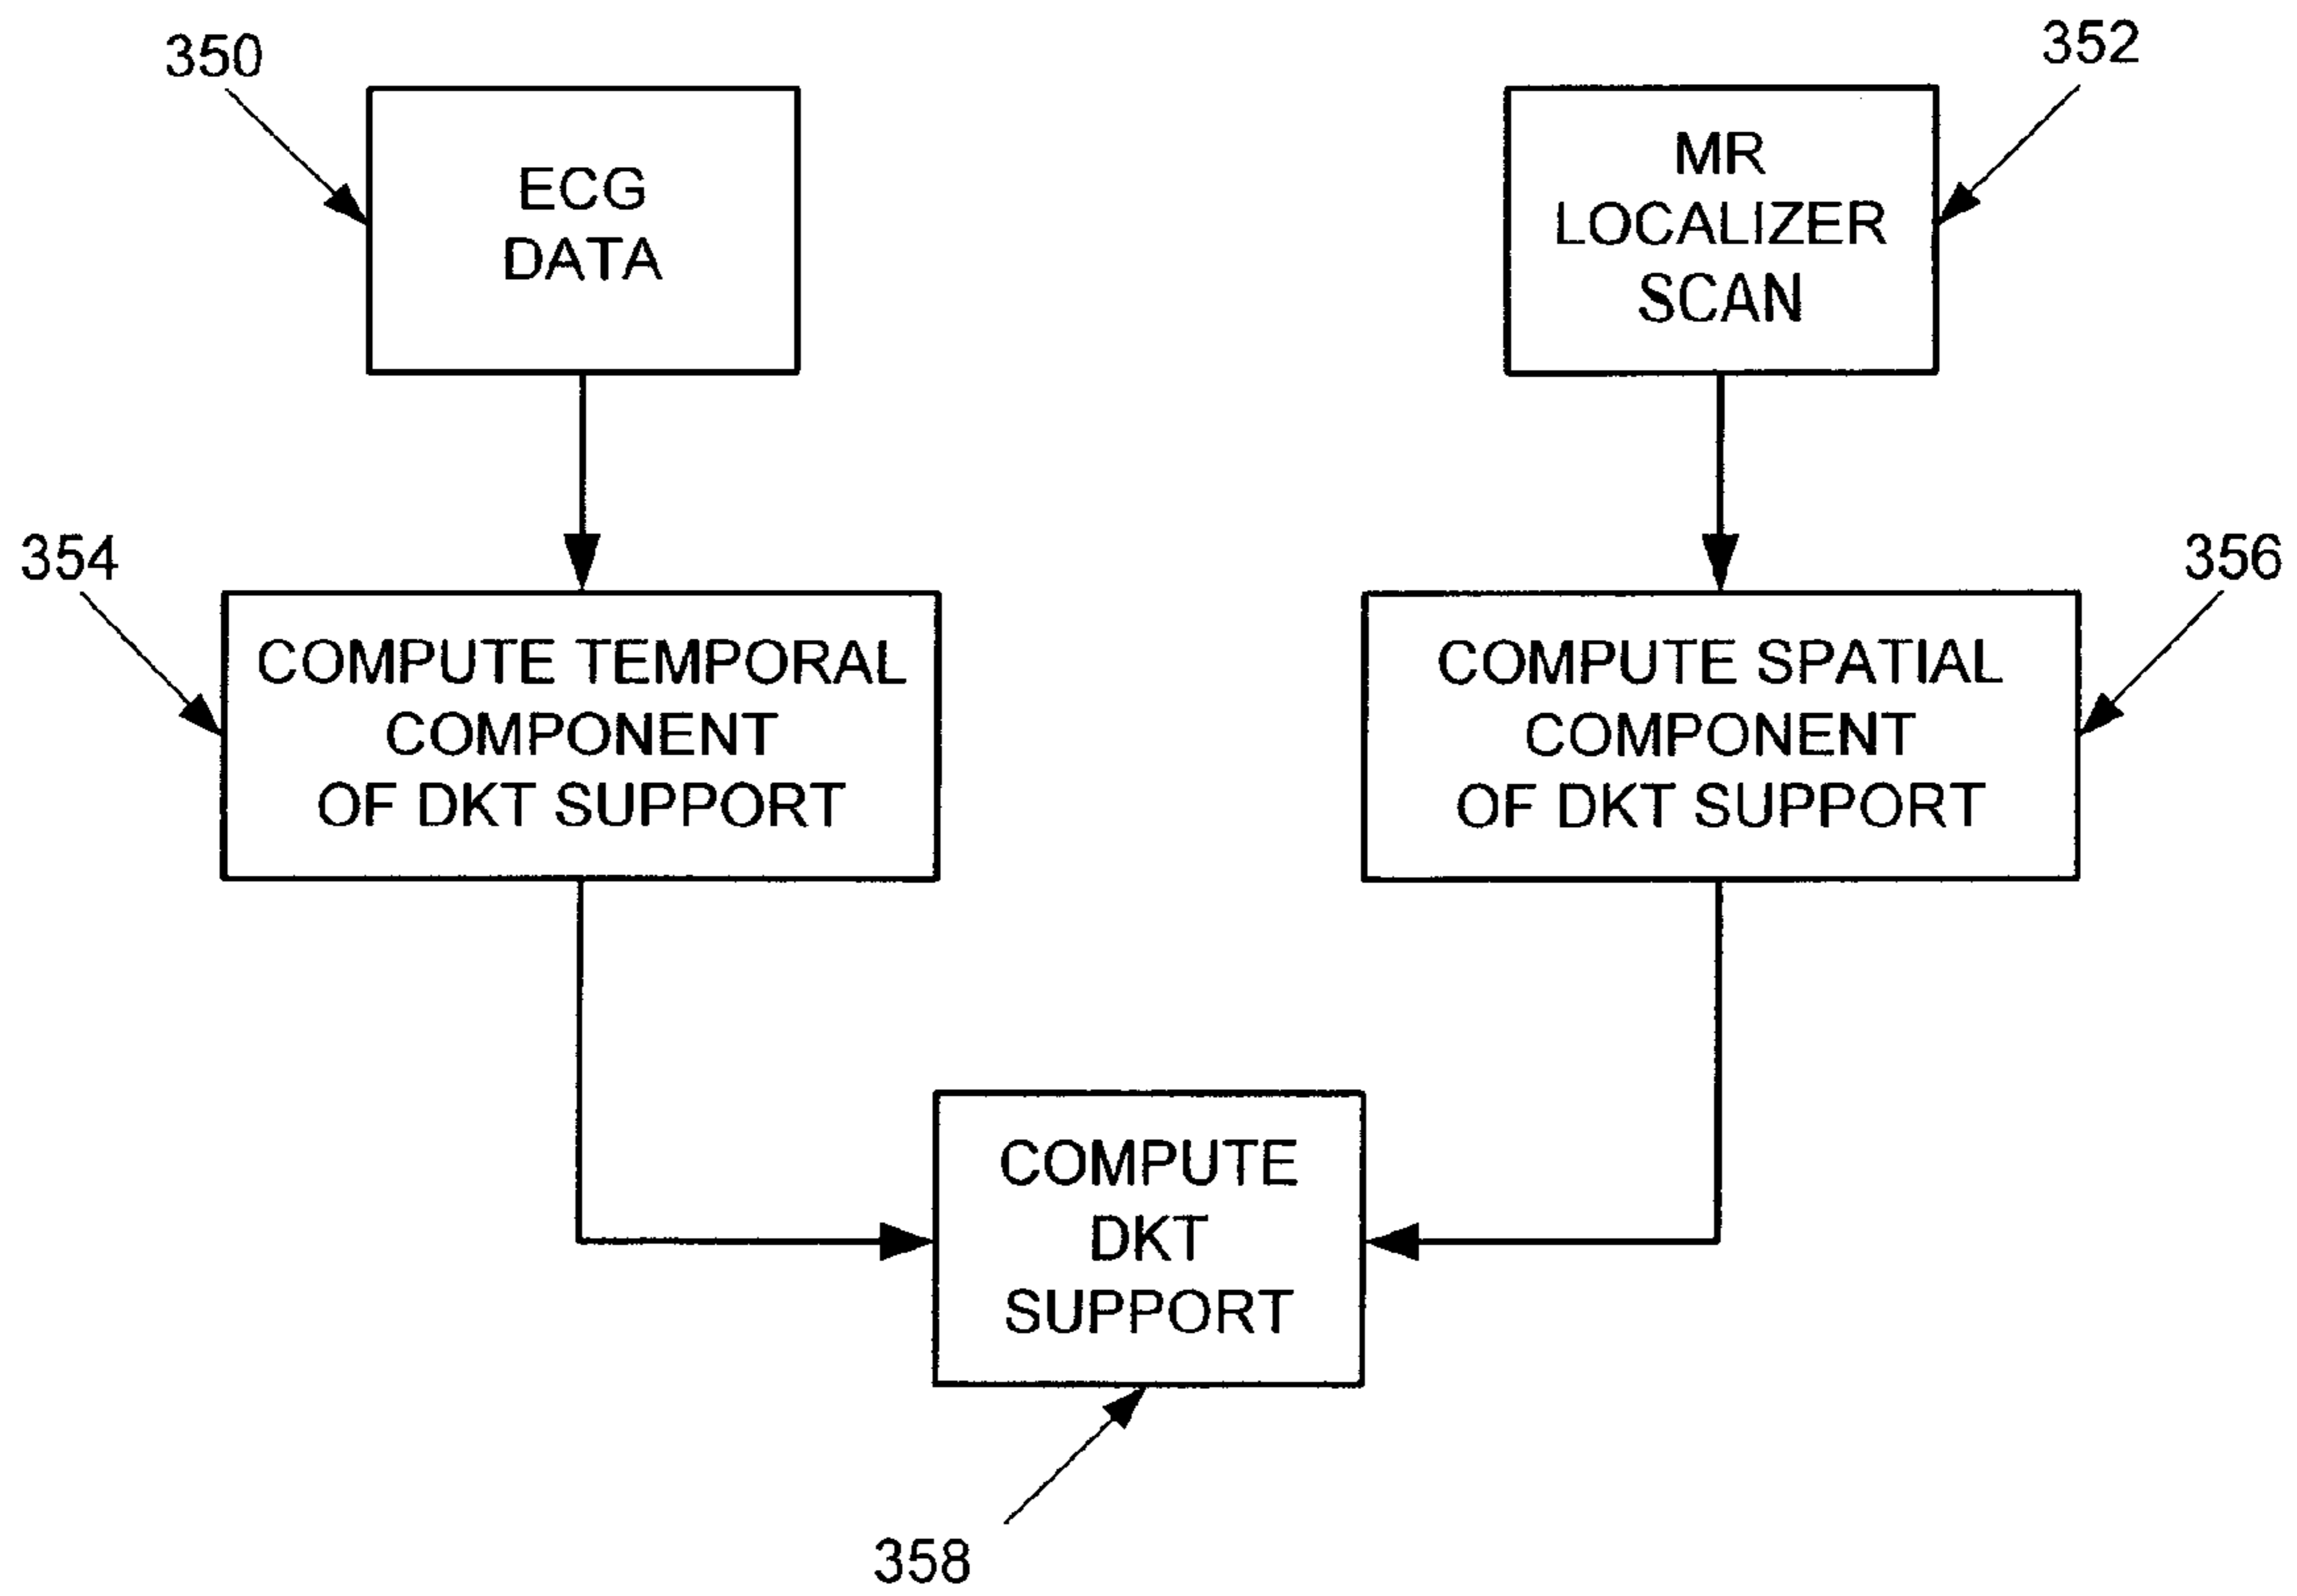 350
ECG
DATA
352
MR
LOCALIZER
SCAN
354
COMPUTE TEMPORAL
COMPONENT
OF DKT SUPPORT
356
COMPUTE SPATIAL
COMPONENT
OF DKT SUPPORT
COMPUTE
DKT
SUPPORT
358